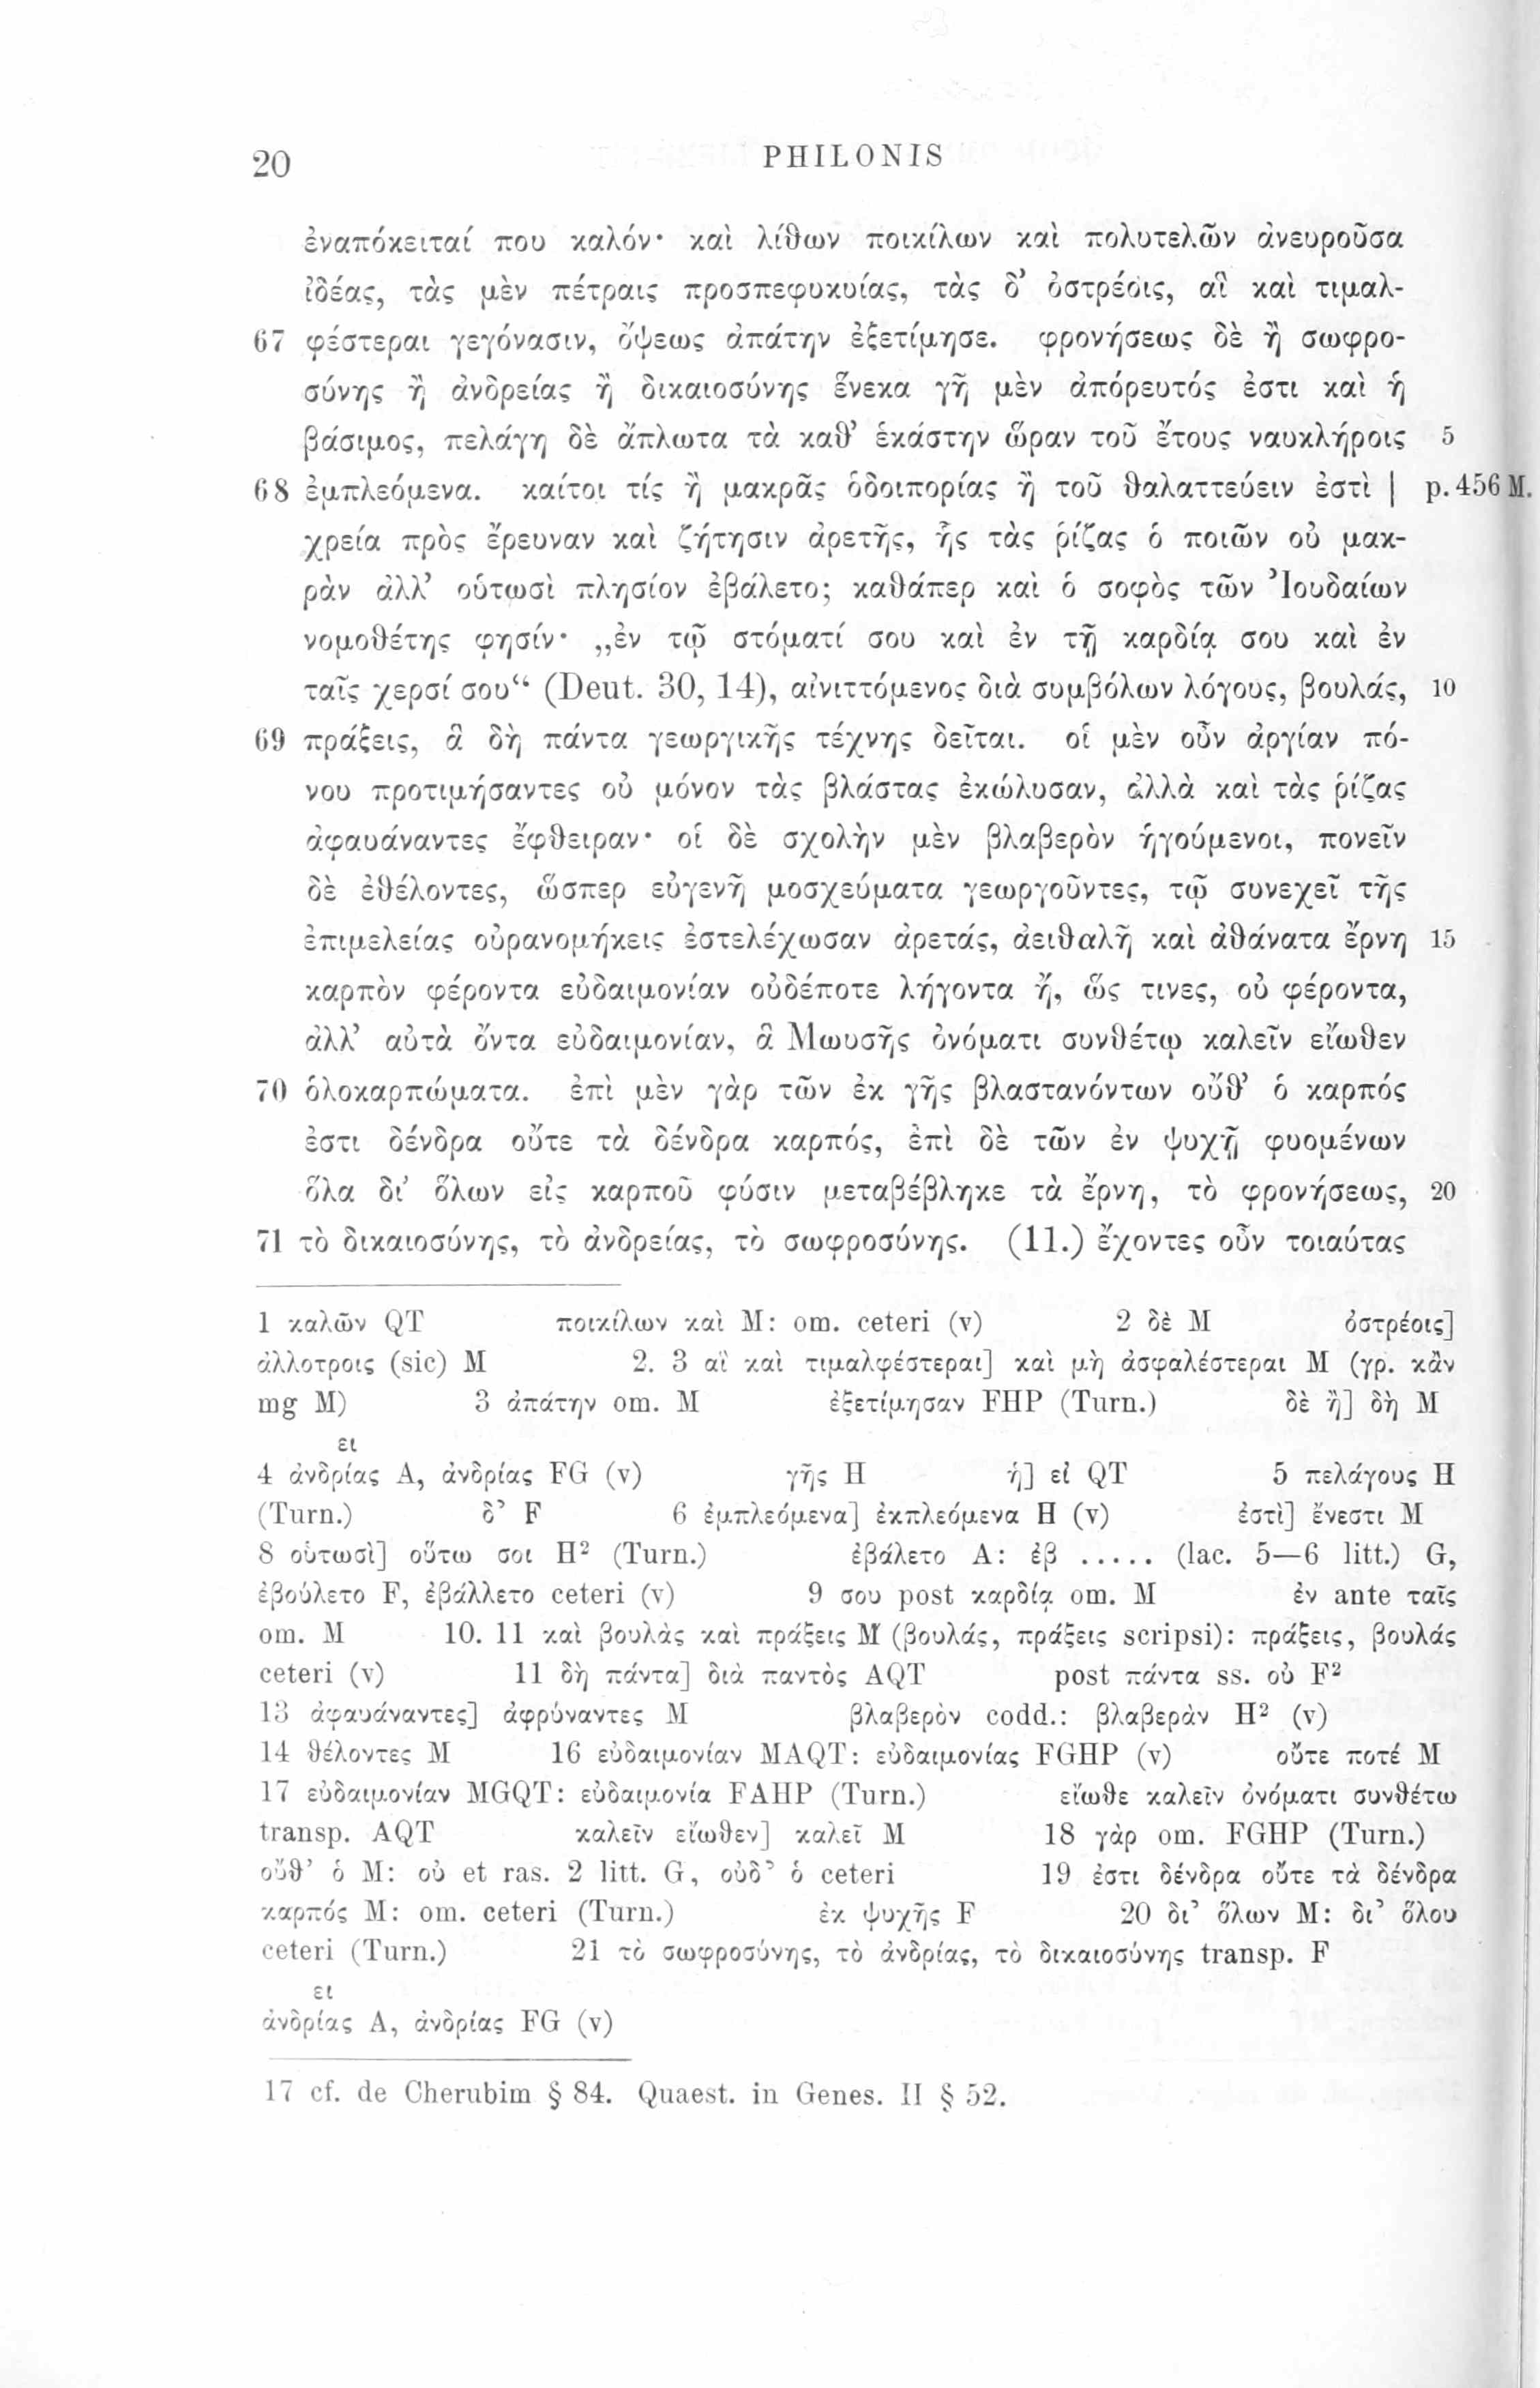 20 PHILONIS
ἐναπόκειταί που καλόν· καὶ λίθων ποικίλων καὶ πολυτελῶν ἀνευροῦσα
ἰδέας, τὰς μὲν πέτραις προσπεφυκυίας, τὰς δ’ ὀστρέοις, αἳ καὶ τιμαλ-
67 φέστεραι γεγόνασιν, ὄψεως ἀπάτην ἐξετίμησε. φρονήσεως δὲ ἢ σωφρο-
σύνης ἢ ἀνδρείας ἢ δικαιοσύνης ἕνεκα γῆ μὲν ἀπόρευτός ἐστι καὶ ἡ
βάσιμος, πελάγη δὲ ἄπλωτα τὰ καθ’ ἑκάστην ὥραν τοῦ ἔτους ναυκλήροις 5
68 ἐμπλεόμενα. καίτοι τίς ἢ μακρᾶς ὁδοιπορίας ἢ τοῦ θαλαττεύειν ἐστὶ | p. 456 M.
χρεία πρὸς ἔρευναν καὶ ζήτησιν ἀρετῆς, ἧς τὰς ῥίζας ὁ ποιῶν οὐ μακ-
ρὰν ἀλλ’ οὑτωσὶ πλησίον ἐβάλετο; καθάπερ καὶ ὁ σοφὸς τῶν Ἰουδαίων
νομοθέτης φησίν· „ἐν τῷ στόματί σου καὶ ἐν τῇ καρδίᾳ σου καὶ ἐν
ταῖς χερσί σου“ (Deut. 30, 14), αἰνιττόμενος διὰ συμβόλων λόγους, βουλάς, 10
69 πράξεις, ἃ δὴ πάντα γεωργικῆς τέχνης δεῖται. οἱ μὲν οὖν ἀργίαν πό-
νου προτιμήσαντες οὐ μόνον τὰς βλάστας ἐκώλυσαν, ἀλλὰ καὶ τὰς ῥίζας
ἀφαυάναντες ἔφθειραν· οἱ δὲ σχολὴν μὲν βλαβερὸν ἡγούμενοι, πονεῖν
δὲ ἐθέλοντες, ὥσπερ εὐγενῆ μοσχεύματα γεωργοῦντες, τῷ συνεχεῖ τῆς
ἐπιμελείας οὐρανομήκεις ἐστελέχωσαν ἀρετάς, ἀειθαλῆ καὶ ἀθάνατα ἔρνη 15
καρπὸν φέροντα εὐδαιμονίαν οὐδέποτε λήγοντα ἤ, ὥς τινες, οὐ φέροντα,
ἀλλ’ αὐτὰ ὄντα εὐδαιμονίαν, ἃ Μωυσῆς ὀνόματι συνθέτῳ καλεῖν εἴωθεν
70 ὁλοκαρπώματα. ἐπὶ μὲν γὰρ τῶν ἐκ γῆς βλαστανόντων οὔθ’ ὁ καρπός
ἐστι δένδρα οὔτε τὰ δένδρα καρπός, ἐπὶ δὲ τῶν ἐν ψυχῇ φυομένων
ὅλα δι’ ὅλων εἰς καρποῦ φύσιν μεταβέβληκε τὰ ἔρνη, τὸ φρονήσεως, 20
71 τὸ δικαιοσύνης, τὸ ἀνδρείας, τὸ σωφροσύνης. (11.) ἔχοντες οὖν τοιαύτας
1 καλῶν QT ποικίλων καὶ M: om. ceteri (v) 2 δὲ M ὀστρέοις]
ἀλλοτροις (sic) M 2. 3 αἳ καὶ τιμαλφέστεραι] καὶ μὴ ἀσφαλέστεραι M (γρ. κἂν
mg M) 3 ἀπάτην om. M ἐξετίμησαν FHP (Turn.) δὲ ἢ] δὴ M
ει
4 ἀνδρίας A, ἀνδρίας FG (v) γῆς H ἡ] εἰ QT 5 πελάγους H
(Turn.) δ’ F 6 ἐμπλεόμενα] ἐκπλεόμενα H (v) ἐστὶ] ἔνεστι M
8 οὑτωσὶ] οὕτω σοι H² (Turn.) ἐβάλετο A: ἐβ ..... (lac. 5—6 litt.) G,
ἐβούλετο F, ἐβάλλετο ceteri (v) 9 σου post καρδίᾳ om. M ἐν ante ταῖς
om. M 10. 11 καὶ βουλὰς καὶ πράξεις M (βουλάς, πράξεις scripsi): πράξεις, βουλάς
ceteri (v) 11 δὴ πάντα] διὰ παντὸς AQT post πάντα ss. οὐ F²
13 ἀφαυάναντες] ἀφρύναντες M βλαβερὸν codd.: βλαβερὰν H² (v)
14 θέλοντες M 16 εὐδαιμονίαν MAQT: εὐδαιμονίας FGHP (v) οὔτε ποτέ M
17 εὐδαιμονίαν MGQT: εὐδαιμονία FAHP (Turn.) εἴωθε καλεῖν ὀνόματι συνθέτω
transp. AQT καλεῖν εἴωθεν] καλεῖ M 18 γὰρ om. FGHP (Turn.)
οὔθ’ ὁ M: οὐ et ras. 2 litt. G, οὐδ’ ὁ ceteri 19 ἐστι δένδρα οὔτε τὰ δένδρα
καρπός M: om. ceteri (Turn.) ἐκ ψυχῆς F 20 δι’ ὅλων M: δι’ ὅλου
ceteri (Turn.) 21 τὸ σωφροσύνης, τὸ ἀνδρίας, τὸ δικαιοσύνης transp. F
ει
ἀνδρίας A, ἀνδρίας FG (v)
17 cf. de Cherubim § 84. Quaest. in Genes. II § 52.